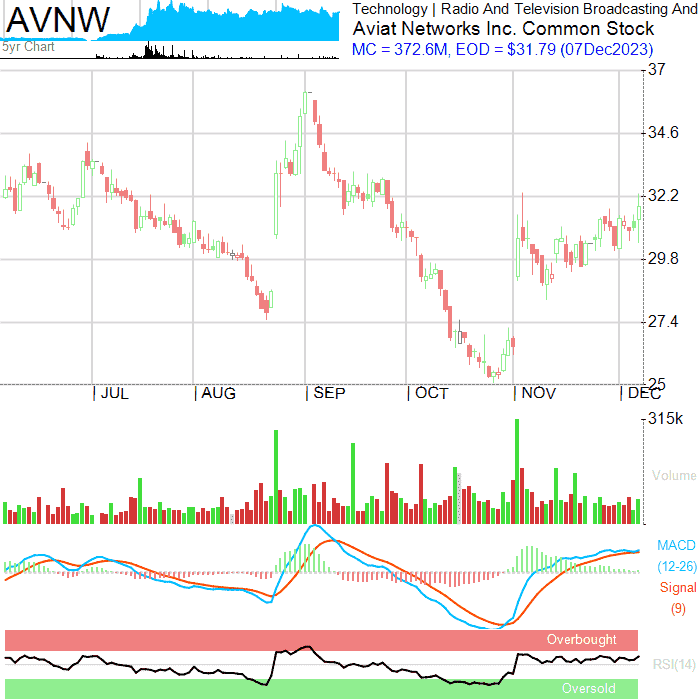 AVNW
5yr Chart
Technology | Radio And Television Broadcasting And
Aviat Networks Inc. Common Stock
MC = 372.6M, EOD = $31.79 (07Dec2023)
37
34.6
32.2
29.8
27.4
25
| JUL | AUG | SEP | OCT | NOV | DEC
315k
Volume
MACD
(12-26)
Signal
(9)
Overbought
RSI(14)
Oversold